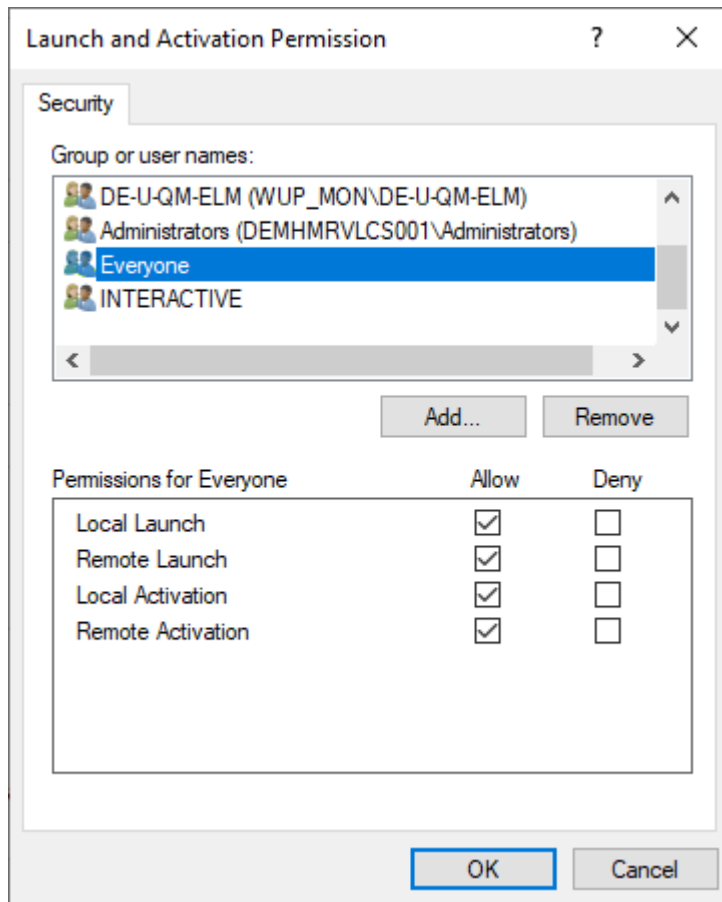 Launch and Activation Permission ?
Security
Group or user names:
DE-U-QM-ELM (WUP_MON\DE-U-QM-ELM)
Administrators (DEMHMRVLCS001\Administrators)
Everyone
INTERACTIVE
Add... Remove
Permissions for Everyone Allow Deny
Local Launch
Remote Launch
Local Activation
Remote Activation
OK Cancel